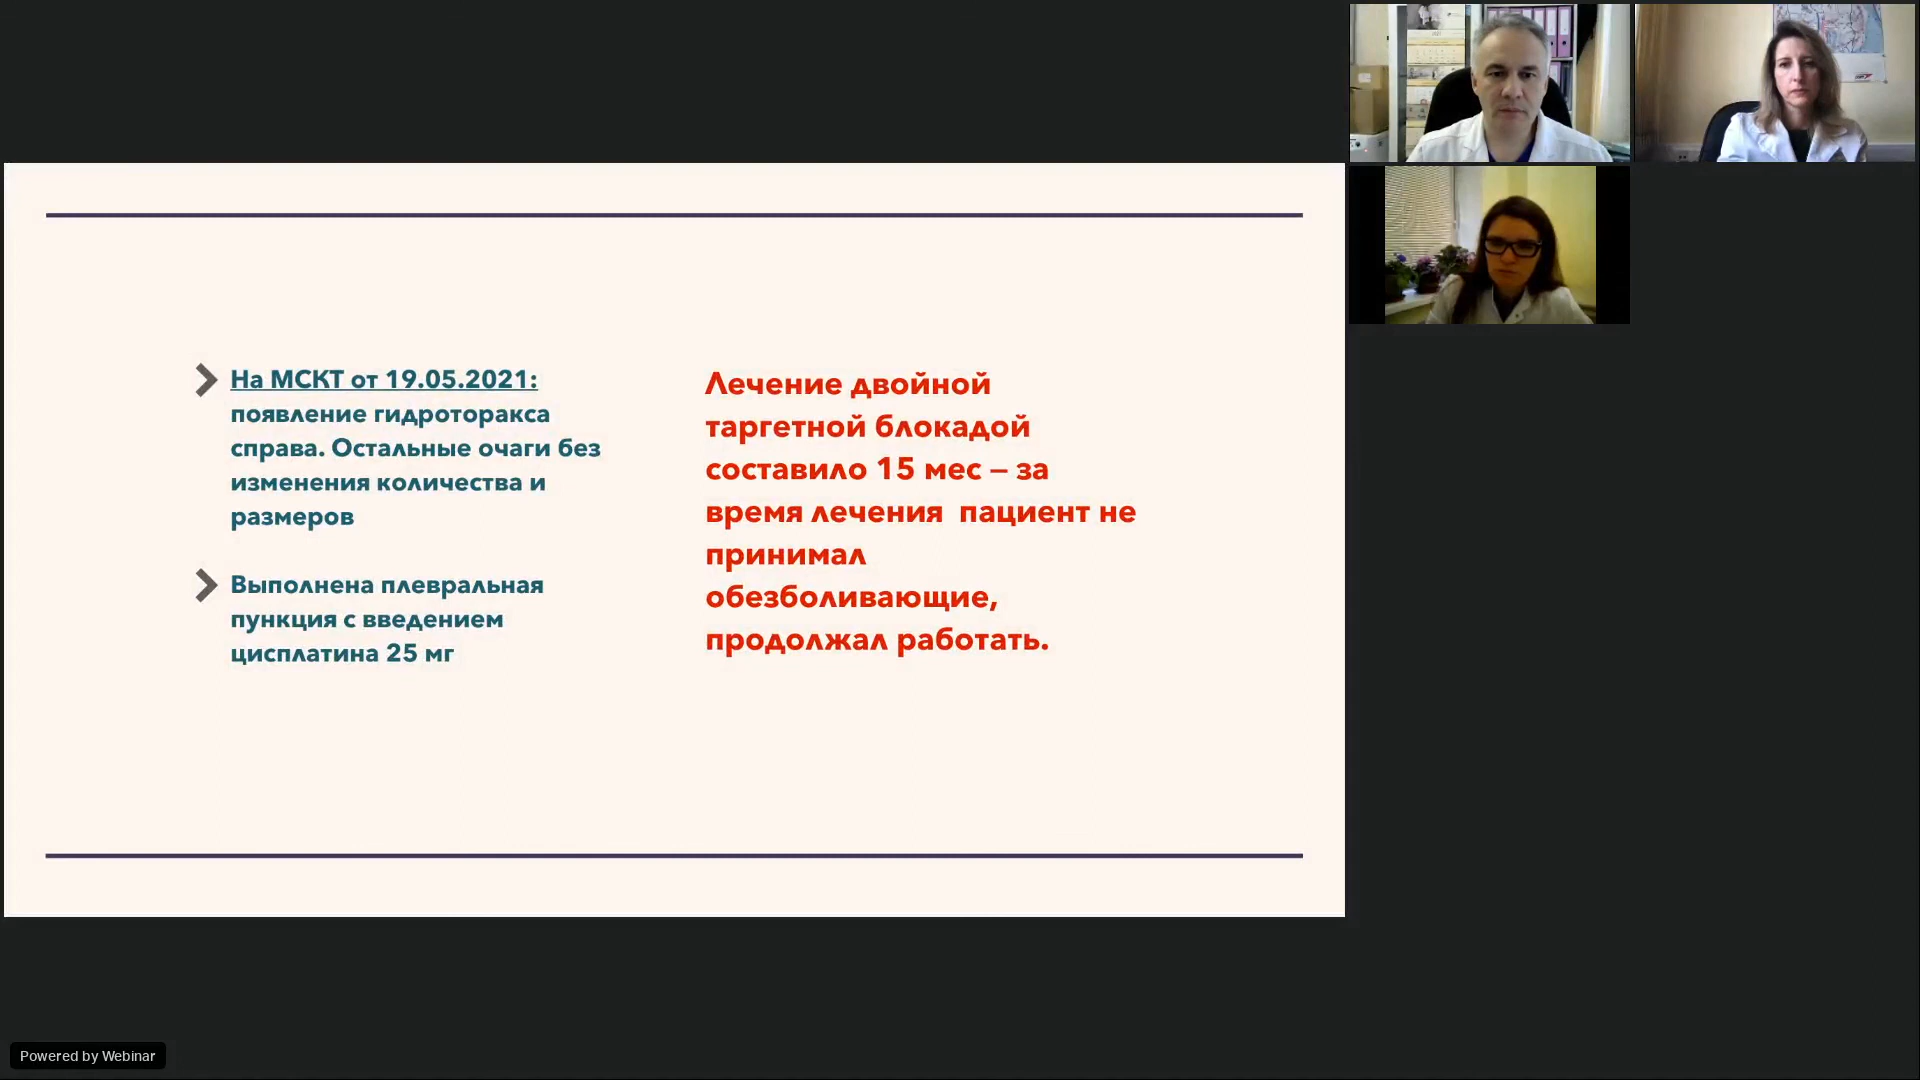 На МСКТ от 19.05.2021:
появление гидроторакса
справа. Остальные очаги без
изменения количества и
размеров
Выполнена плевральная
пункция с введением
цисплатина 25 мг
Лечение двойной
таргетной блокадой
составило 15 мес – за
время лечения  пациент не
принимал
обезболивающие,
продолжал работать.
Powered by Webinar